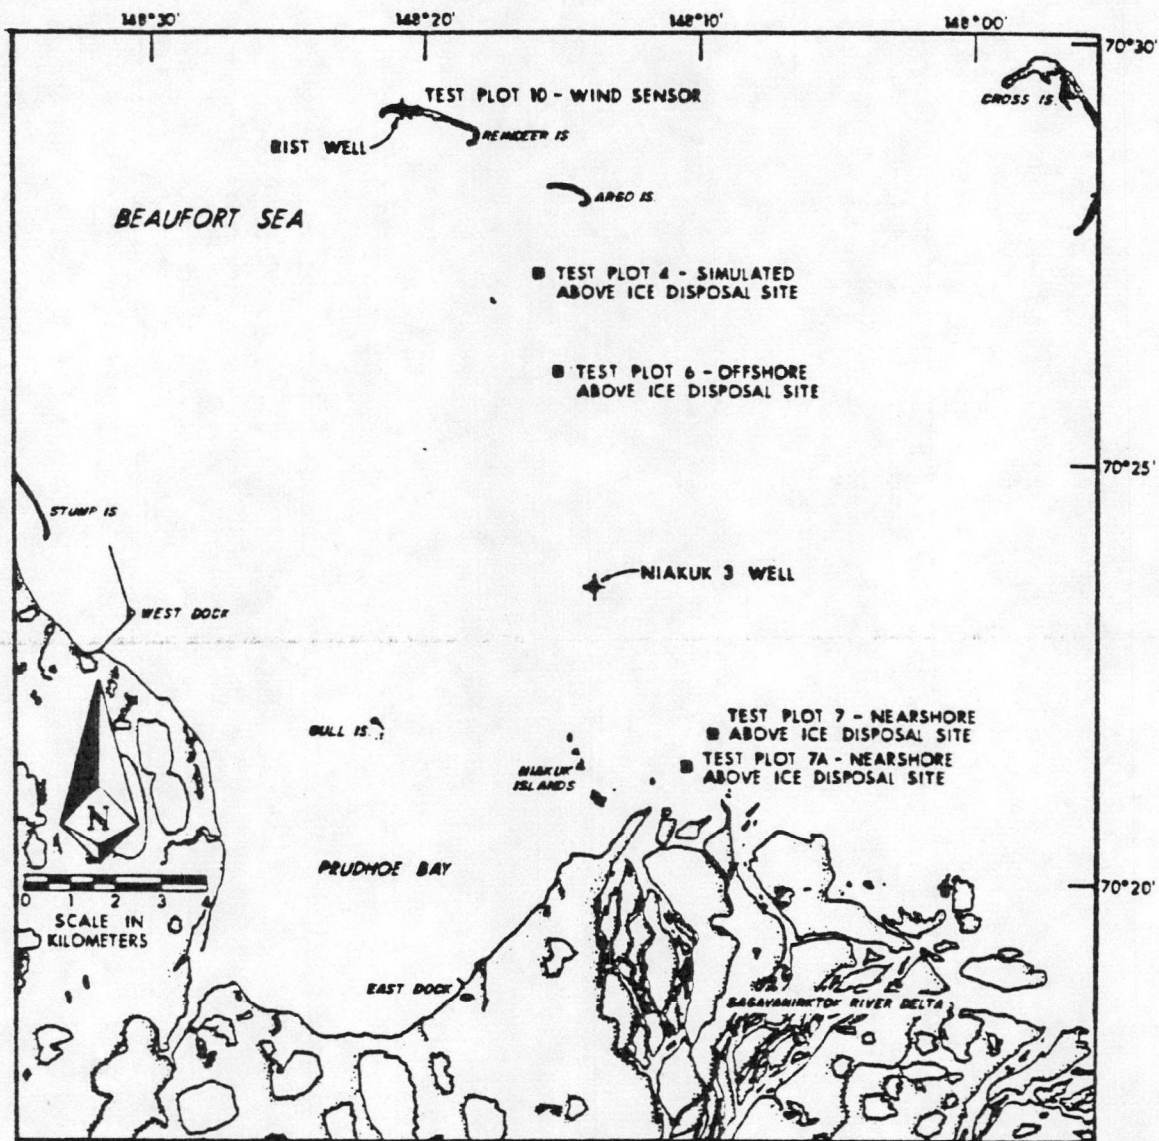 148°30' 148°20' 148°10' 148°00'
70°30'
TEST PLOT 10 - WIND SENSOR
CROSS IS.
REINDEER IS
BIST WELL
ARGO IS.
BEAUFORT SEA
TEST PLOT 4 - SIMULATED
ABOVE ICE DISPOSAL SITE
TEST PLOT 6 - OFFSHORE
ABOVE ICE DISPOSAL SITE
70°25'
STUMP IS
NIAKUK 3 WELL
WEST DOCK
TEST PLOT 7 - NEARSHORE
ABOVE ICE DISPOSAL SITE
GULL IS.
TEST PLOT 7A - NEARSHORE
ABOVE ICE DISPOSAL SITE
NIAKUK
ISLANDS
N
PRUDHOE BAY
70°20'
0 1 2 3
SCALE IN
KILOMETERS
EAST DOCK
SAGAVANIRKTOK RIVER DELTA